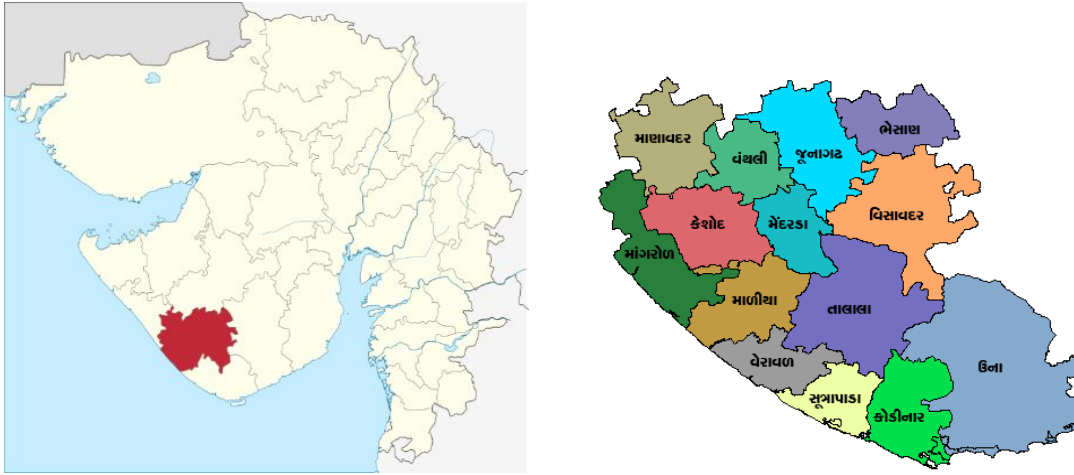 માણાવદર
વંથલી
જૂનાગઢ
ભેસાણ
કેશોદ
મેંદરડા
વિસાવદર
માંગરોળ
માળીયા
તાલાલા
વેરાવળ
સૂત્રાપાડા
કોડીનાર
ઉના